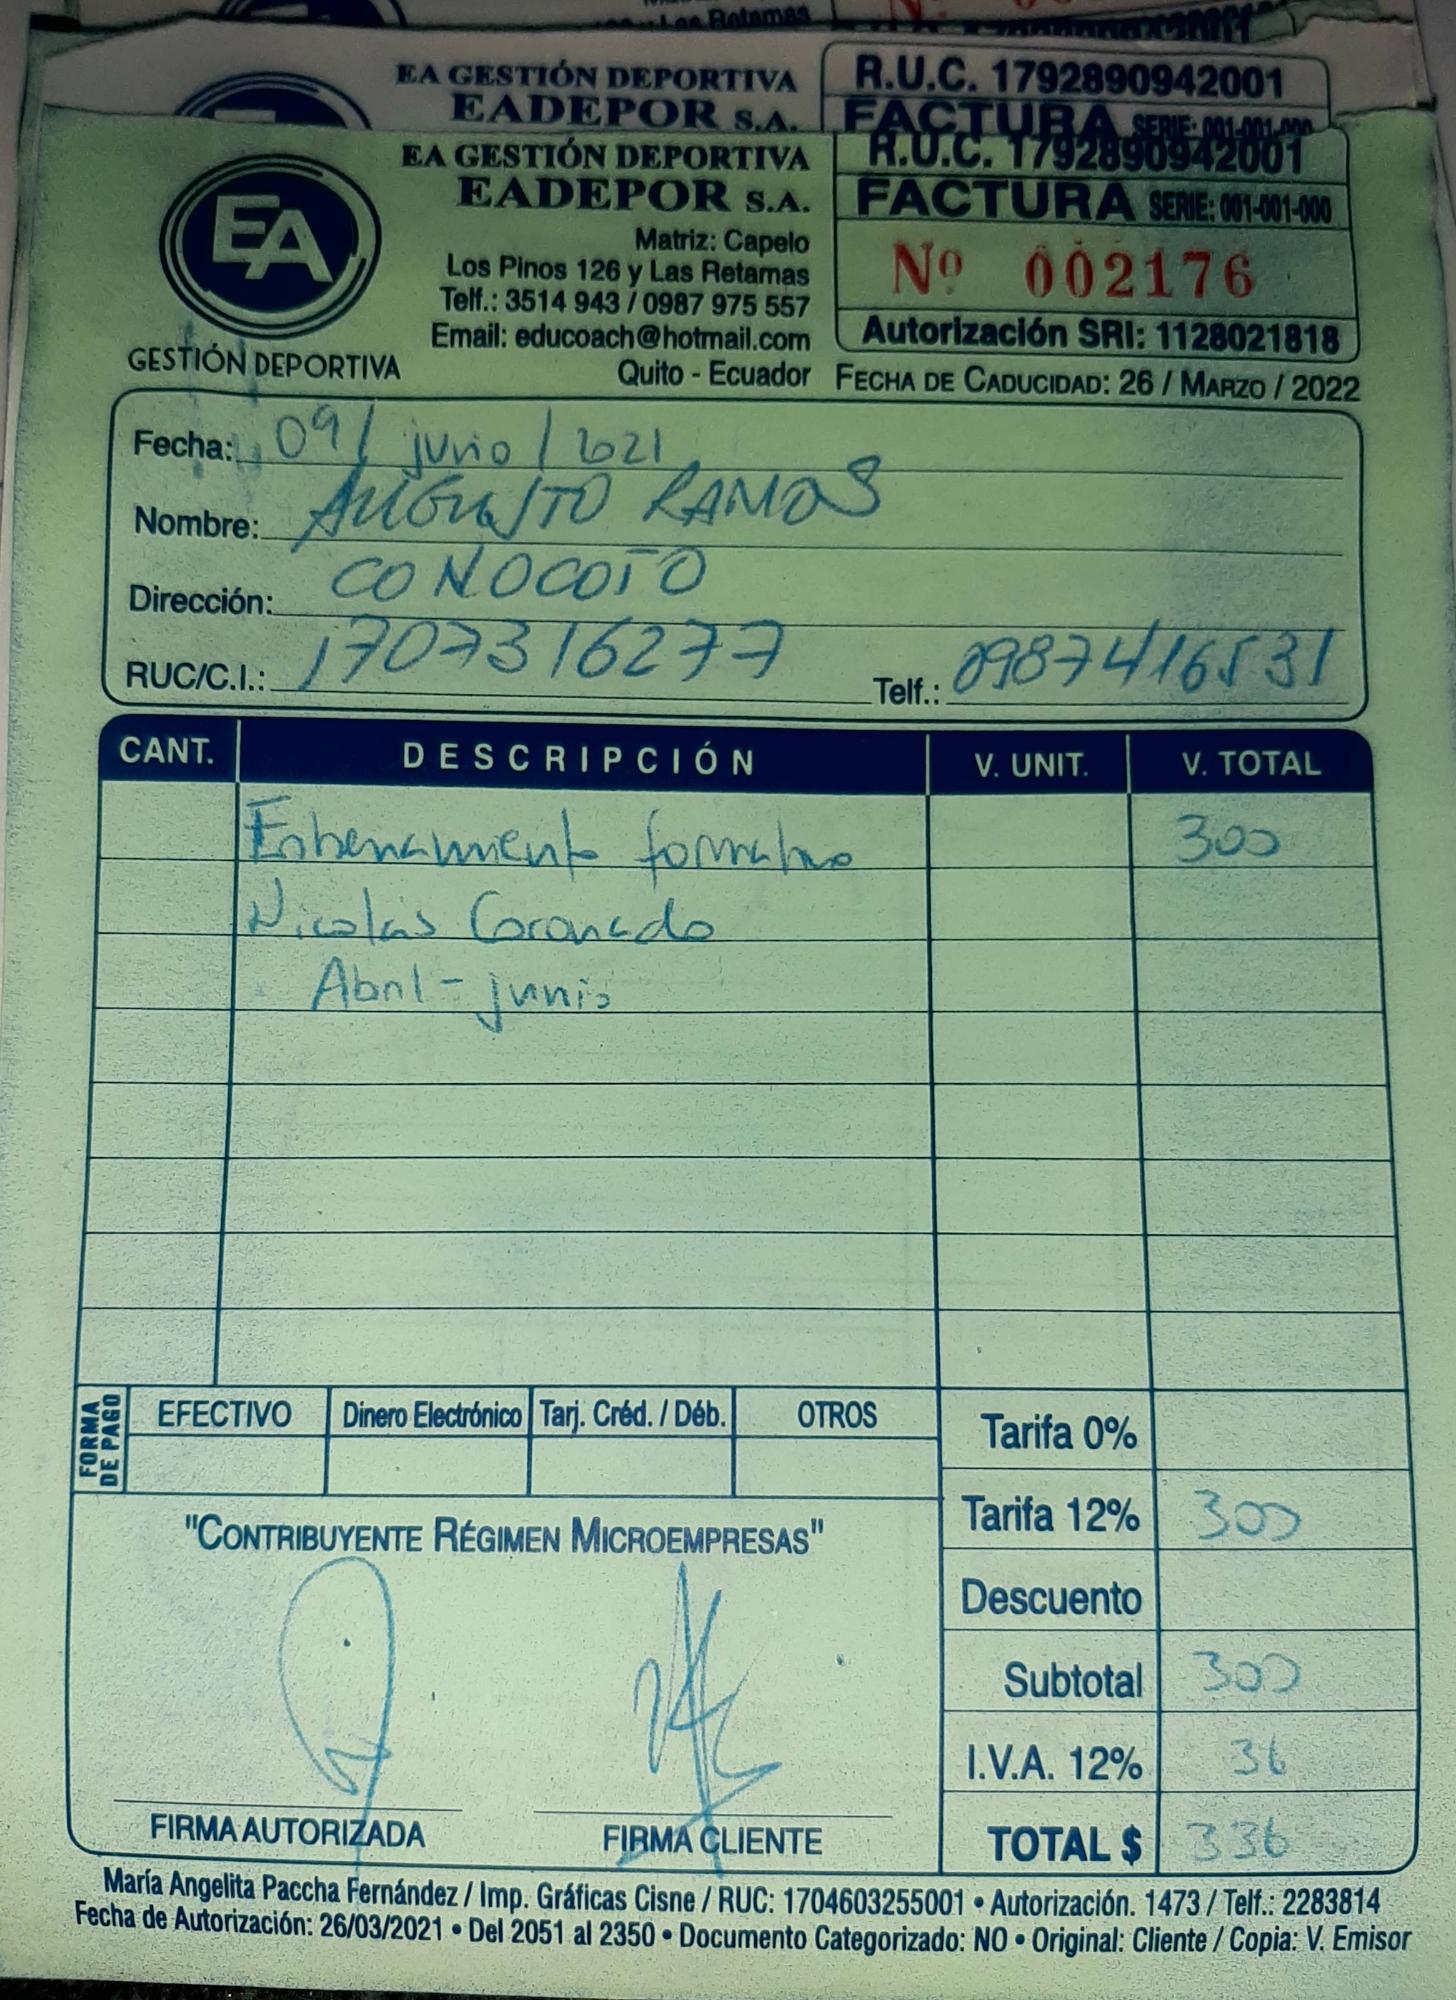 y Las Retamas
EA GESTIÓN DEPORTIVA
EADEPOR S.A.
R.U.C. 1792890942001
FACTURA SERIE: 001-001-000
EA
GESTIÓN DEPORTIVA
EA GESTIÓN DEPORTIVA
EADEPOR S.A.
Matriz: Capelo
Los Pinos 126 y Las Retamas
Telf.: 3514 943 / 0987 975 557
Email: educoach@hotmail.com
Quito - Ecuador
R.U.C. 1792890942001
FACTURA SERIE: 001-001-000
Nº 002176
Autorización SRI: 1128021818
FECHA DE CADUCIDAD: 26 / MARZO / 2022
Fecha: 09 / junio / 2021
Nombre: AUGUSTO RAMOS
Dirección: CONOCOTO
RUC/C.I.: 1707316277 Telf.: 0987416531
CANT. DESCRIPCIÓN V. UNIT. V. TOTAL
Entrenamiento formativo 300
Nicolás Coronado
Abril - junio
FORMA DE PAGO
EFECTIVO Dinero Electrónico Tarj. Créd. / Déb. OTROS
Tarifa 0%
Tarifa 12% 300
Descuento
Subtotal 300
I.V.A. 12% 36
TOTAL $ 336
"CONTRIBUYENTE RÉGIMEN MICROEMPRESAS"
FIRMA AUTORIZADA FIRMA CLIENTE
María Angelita Paccha Fernández / Imp. Gráficas Cisne / RUC: 1704603255001 • Autorización. 1473 / Telf.: 2283814
Fecha de Autorización: 26/03/2021 • Del 2051 al 2350 • Documento Categorizado: NO • Original: Cliente / Copia: V. Emisor